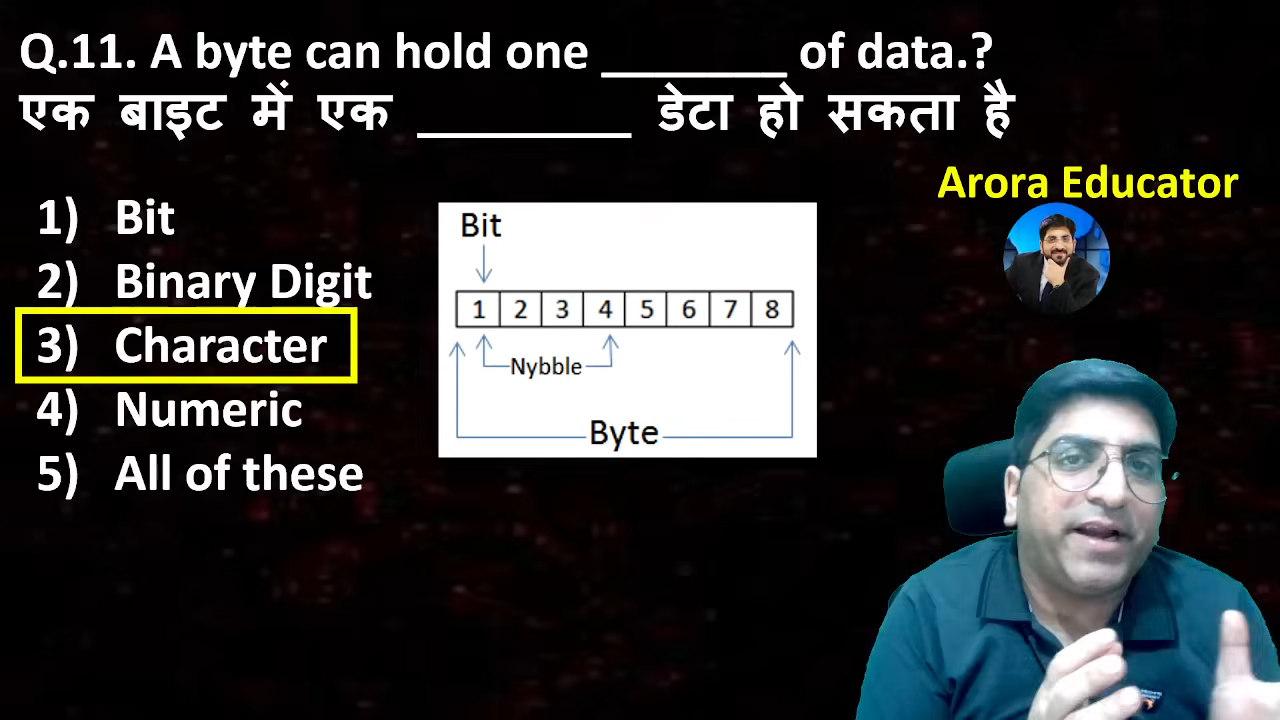 Q.11. A byte can hold one ________ of data.?
एक बाइट में एक _________ डेटा हो सकता है
Arora Educator
1) Bit
2) Binary Digit
3) Character
4) Numeric
5) All of these
Bit
1 2 3 4 5 6 7 8
Nybble
Byte